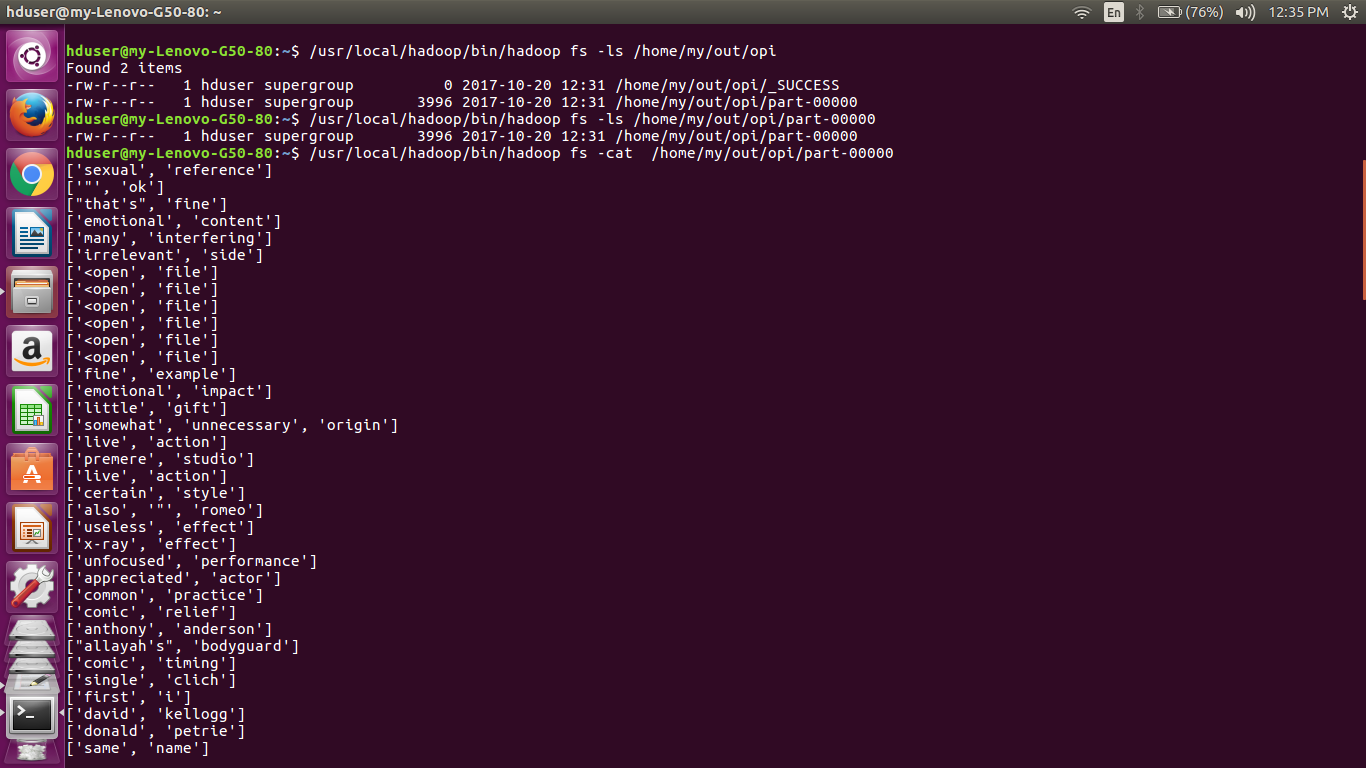 hduser@my-Lenovo-G50-80: ~
En
(76%)
12:35 PM
hduser@my-Lenovo-G50-80:~$ /usr/local/hadoop/bin/hadoop fs -ls /home/my/out/opi
Found 2 items
-rw-r--r--   1 hduser supergroup          0 2017-10-20 12:31 /home/my/out/opi/_SUCCESS
-rw-r--r--   1 hduser supergroup       3996 2017-10-20 12:31 /home/my/out/opi/part-00000
hduser@my-Lenovo-G50-80:~$ /usr/local/hadoop/bin/hadoop fs -ls /home/my/out/opi/part-00000
-rw-r--r--   1 hduser supergroup       3996 2017-10-20 12:31 /home/my/out/opi/part-00000
hduser@my-Lenovo-G50-80:~$ /usr/local/hadoop/bin/hadoop fs -cat  /home/my/out/opi/part-00000
['sexual', 'reference']
['"', 'ok']
["that's", 'fine']
['emotional', 'content']
['many', 'interfering']
['irrelevant', 'side']
['<open', 'file']
['<open', 'file']
['<open', 'file']
['<open', 'file']
['<open', 'file']
['<open', 'file']
['fine', 'example']
['emotional', 'impact']
['little', 'gift']
['somewhat', 'unnecessary', 'origin']
['live', 'action']
['premere', 'studio']
['live', 'action']
['certain', 'style']
['also', '"', 'romeo']
['useless', 'effect']
['x-ray', 'effect']
['unfocused', 'performance']
['appreciated', 'actor']
['common', 'practice']
['comic', 'relief']
['anthony', 'anderson']
["allayah's", 'bodyguard']
['comic', 'timing']
['single', 'clich']
['first', 'i']
['david', 'kellogg']
['donald', 'petrie']
['same', 'name']